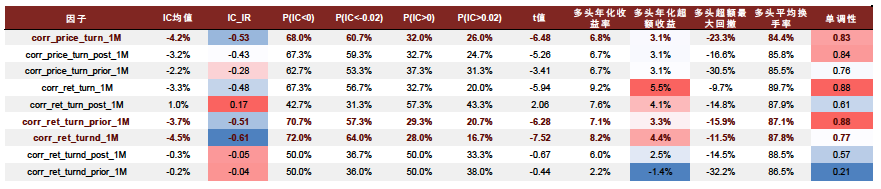 因子 IC均值 IC_IR P(IC<0) P(IC<-0.02) P(IC>0) P(IC>0.02) t值 多头年化收益率 多头年化超额收益 多头超额最大回撤 多头平均换手率 单调性
corr_price_turn_1M -4.2% -0.53 68.0% 60.7% 32.0% 26.0% -6.48 6.8% 3.1% -23.3% 84.4% 0.83
corr_price_turn_post_1M -3.2% -0.43 67.3% 59.3% 32.7% 24.7% -5.26 6.7% 3.1% -16.6% 85.8% 0.84
corr_price_turn_prior_1M -2.2% -0.28 62.7% 53.3% 37.3% 31.3% -3.41 6.7% 3.1% -30.5% 85.5% 0.76
corr_ret_turn_1M -3.3% -0.48 67.3% 56.7% 32.7% 20.0% -5.94 9.2% 5.5% -9.7% 89.7% 0.88
corr_ret_turn_post_1M 1.0% 0.17 42.7% 31.3% 57.3% 43.3% 2.06 7.6% 4.1% -14.8% 87.9% 0.61
corr_ret_turn_prior_1M -3.7% -0.51 70.7% 57.3% 29.3% 20.7% -6.28 7.1% 3.3% -15.9% 87.1% 0.88
corr_ret_turnd_1M -4.5% -0.61 72.0% 64.0% 28.0% 16.7% -7.52 8.2% 4.4% -11.5% 87.8% 0.77
corr_ret_turnd_post_1M -0.3% -0.05 50.0% 36.7% 50.0% 33.3% -0.67 6.0% 2.5% -14.5% 88.5% 0.57
corr_ret_turnd_prior_1M -0.2% -0.04 50.0% 36.0% 50.0% 38.0% -0.44 2.2% -1.4% -32.2% 86.5% 0.21